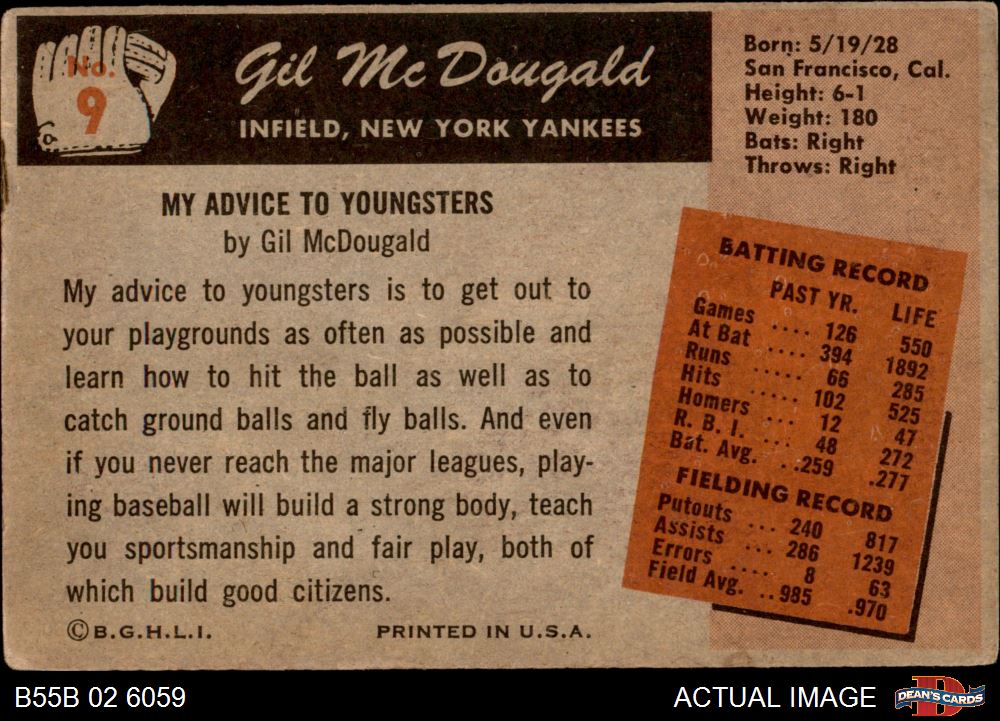 No.
9
Gil McDougald
INFIELD, NEW YORK YANKEES
Born: 5/19/28
San Francisco, Cal.
Height: 6-1
Weight: 180
Bats: Right
Throws: Right
MY ADVICE TO YOUNGSTERS
by Gil McDougald
My advice to youngsters is to get out to
your playgrounds as often as possible and
learn how to hit the ball as well as to
catch ground balls and fly balls. And even
if you never reach the major leagues, play-
ing baseball will build a strong body, teach
you sportsmanship and fair play, both of
which build good citizens.
©B.G.H.L.I. PRINTED IN U.S.A.
BATTING RECORD
PAST YR. LIFE
Games .... 126 550
At Bat .... 394 1892
Runs ..... 66 285
Hits ..... 102 525
Homers .... 12 47
R. B. I. ... 48 272
Bat. Avg. ..259 .277
FIELDING RECORD
Putouts ... 240 817
Assists ... 286 1239
Errors .... 8 63
Field Avg. ..985 .970
B55B 02 6059 ACTUAL IMAGE
DEAN'S CARDS